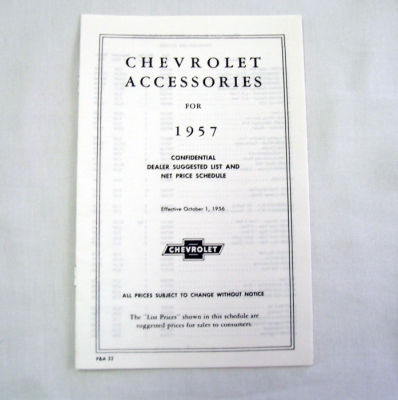 CHEVROLET
ACCESSORIES
FOR
1957
CONFIDENTIAL
DEALER SUGGESTED LIST AND
NET PRICE SCHEDULE
Effective October 1, 1956
CHEVROLET
ALL PRICES SUBJECT TO CHANGE WITHOUT NOTICE
The "List Prices" shown in this schedule are
suggested prices for sales to consumers.
P&A 22